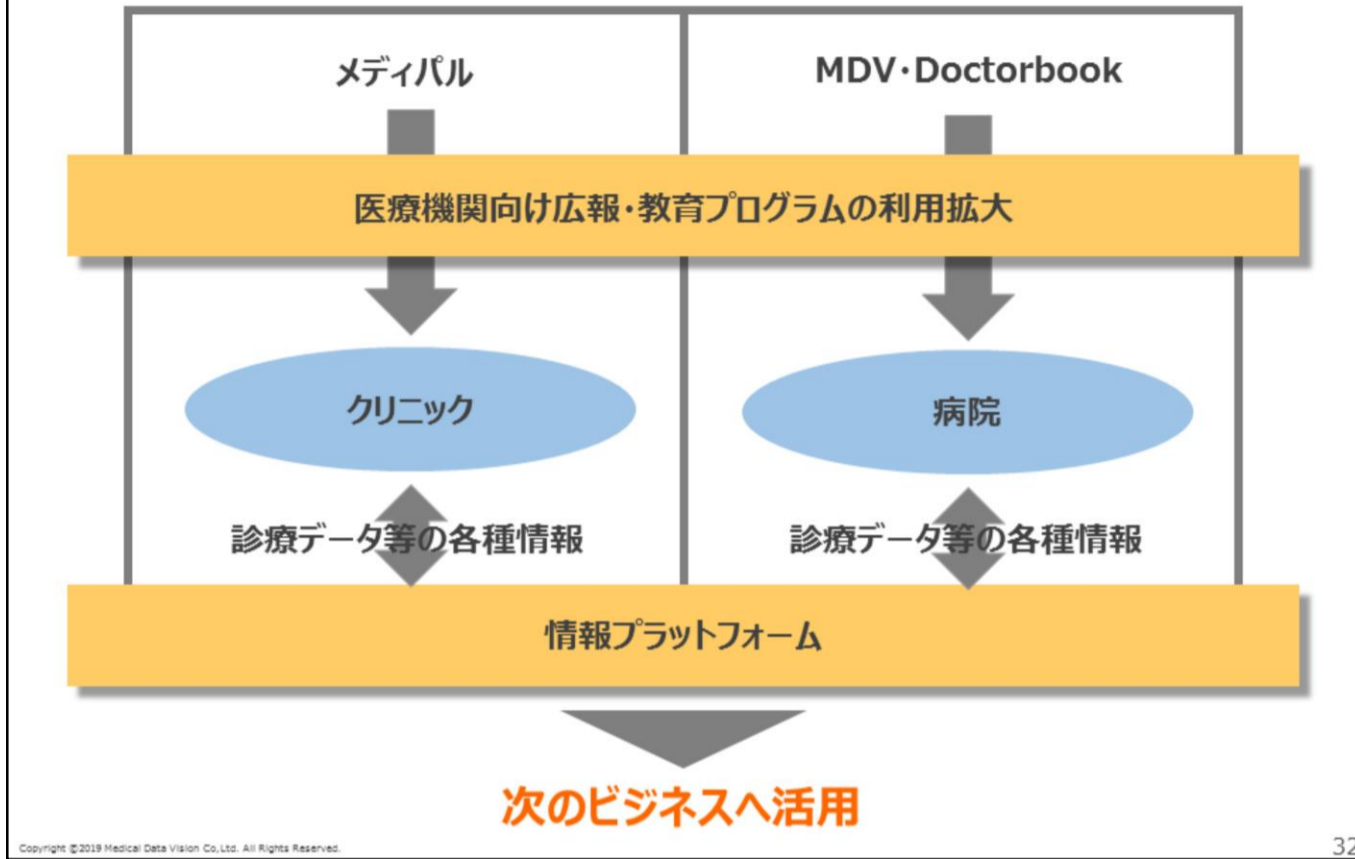 メディパル
MDV・Doctorbook
医療機関向け広報・教育プログラムの利用拡大
クリニック
病院
診療データ等の各種情報
診療データ等の各種情報
情報プラットフォーム
次のビジネスへ活用
Copyright ©2019 Medical Data Vision Co,Ltd. All Rights Reserved.
32